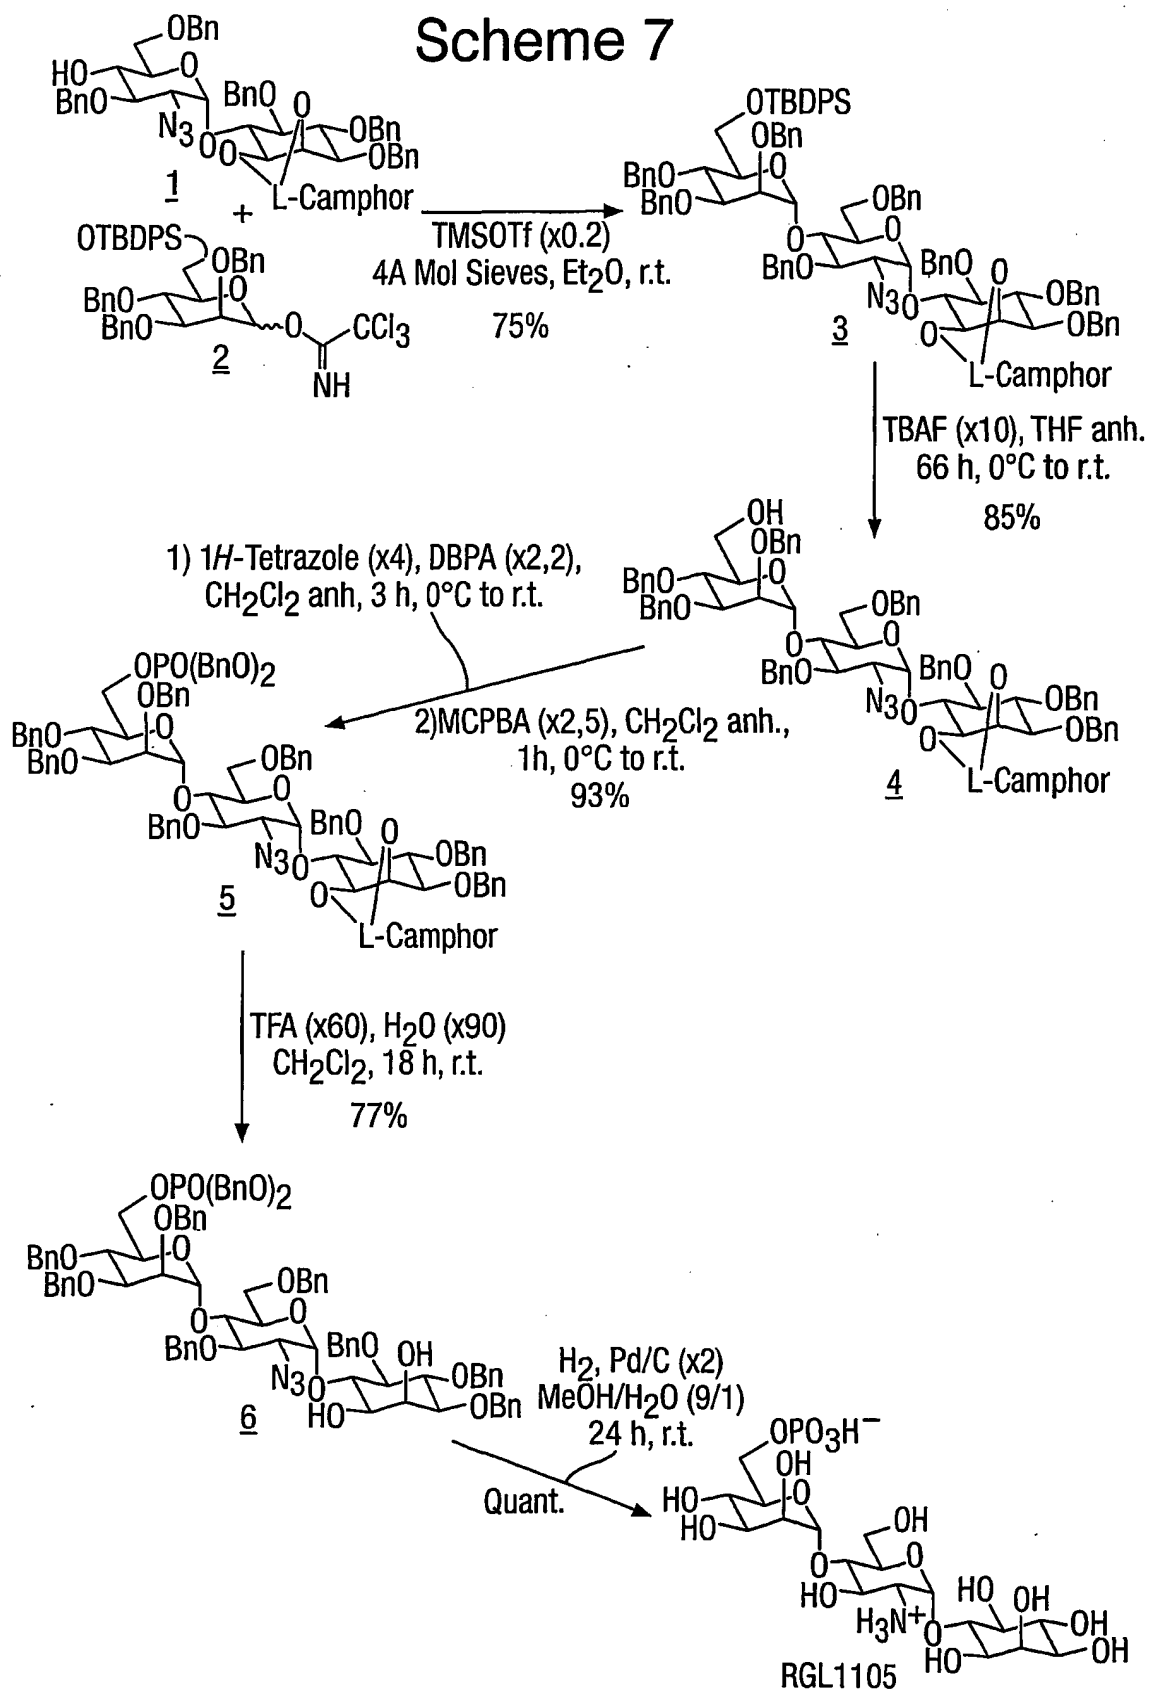 Scheme 7
OBn
HO
O
BnO
N3
BnO
O
O
O
OBn
OBn
L-Camphor
1
+
OTBDPS
OBn
O
BnO
BnO
O
CCl3
NH
2
TMSOTf (x0.2)
4A Mol Sieves, Et2O, r.t.
75%
OTBDPS
OBn
BnO
O
BnO
OBn
O
O
BnO
N3
BnO
O
O
O
OBn
OBn
L-Camphor
3
TBAF (x10), THF anh.
66 h, 0°C to r.t.
85%
OH
OBn
BnO
O
BnO
OBn
O
O
BnO
N3
BnO
O
O
O
OBn
OBn
L-Camphor
4
1) 1H-Tetrazole (x4), DBPA (x2,2),
CH2Cl2 anh, 3 h, 0°C to r.t.
2)MCPBA (x2,5), CH2Cl2 anh.,
1h, 0°C to r.t.
93%
OPO(BnO)2
OBn
BnO
O
BnO
OBn
O
O
BnO
N3
BnO
O
O
O
OBn
OBn
L-Camphor
5
TFA (x60), H2O (x90)
CH2Cl2, 18 h, r.t.
77%
OPO(BnO)2
OBn
BnO
O
BnO
OBn
O
O
BnO
N3
BnO
OH
O
HO
OBn
OBn
6
H2, Pd/C (x2)
MeOH/H2O (9/1)
24 h, r.t.
Quant.
OPO3H−
OH
HO
O
HO
OH
O
O
HO
H3N+
HO
OH
O
HO
OH
OH
RGL1105